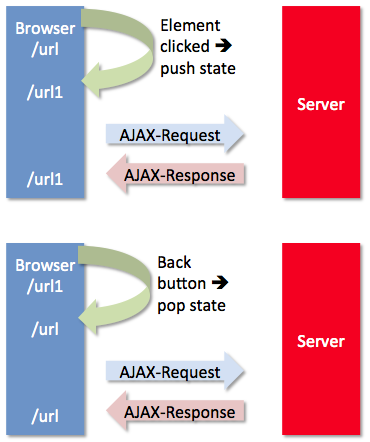 Browser
/url
Element
clicked ➔
push state
/url1
Server
AJAX-Request
AJAX-Response
/url1
Browser
/url1
Back
button ➔
pop state
/url
Server
AJAX-Request
AJAX-Response
/url